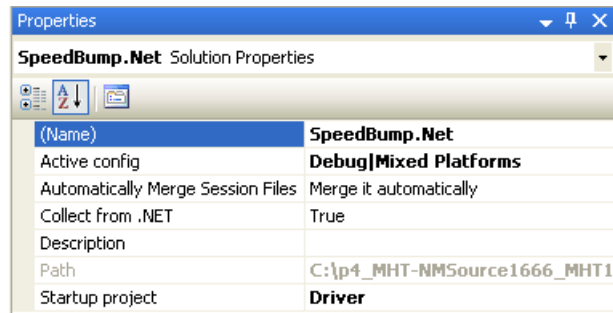 Properties
SpeedBump.Net Solution Properties
(Name) SpeedBump.Net
Active config Debug|Mixed Platforms
Automatically Merge Session Files Merge it automatically
Collect from .NET True
Description
Path C:\p4_MHT-NMSource1666_MHT1
Startup project Driver